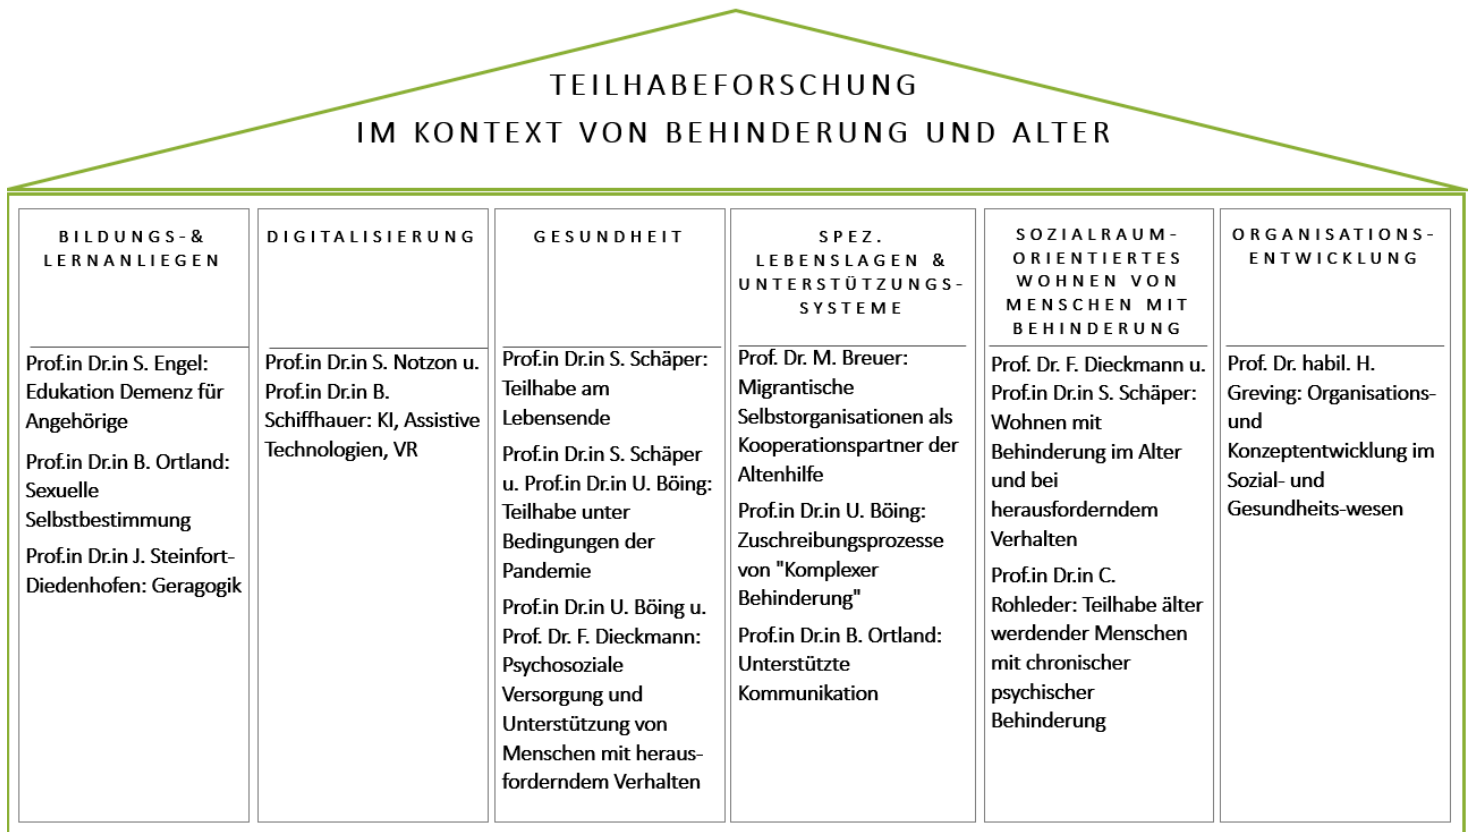 TEILHABEFORSCHUNG
IM KONTEXT VON BEHINDERUNG UND ALTER
BILDUNGS-&
LERNANLIEGEN
Prof.in Dr.in S. Engel:
Edukation Demenz für
Angehörige
Prof.in Dr.in B. Ortland:
Sexuelle
Selbstbestimmung
Prof.in Dr.in J. Steinfort-
Diedenhofen: Geragogik
DIGITALISIERUNG
Prof.in Dr.in S. Notzon u.
Prof.in Dr.in B.
Schiffhauer: KI, Assistive
Technologien, VR
GESUNDHEIT
Prof.in Dr.in S. Schäper:
Teilhabe am
Lebensende
Prof.in Dr.in S. Schäper
u. Prof.in Dr.in U. Böing:
Teilhabe unter
Bedingungen der
Pandemie
Prof.in Dr.in U. Böing u.
Prof. Dr. F. Dieckmann:
Psychosoziale
Versorgung und
Unterstützung von
Menschen mit heraus-
forderndem Verhalten
SPEZ.
LEBENSLAGEN &
UNTERSTÜTZUNGS-
SYSTEME
Prof. Dr. M. Breuer:
Migrantische
Selbstorganisationen als
Kooperationspartner der
Altenhilfe
Prof.in Dr.in U. Böing:
Zuschreibungsprozesse
von "Komplexer
Behinderung"
Prof.in Dr.in B. Ortland:
Unterstützte
Kommunikation
SOZIALRAUM-
ORIENTIERTES
WOHNEN VON
MENSCHEN MIT
BEHINDERUNG
Prof. Dr. F. Dieckmann u.
Prof.in Dr.in S. Schäper:
Wohnen mit
Behinderung im Alter
und bei
herausforderndem
Verhalten
Prof.in Dr.in C.
Rohleder: Teilhabe älter
werdender Menschen
mit chronischer
psychischer
Behinderung
ORGANISATIONS-
ENTWICKLUNG
Prof. Dr. habil. H.
Greving: Organisations-
und
Konzeptentwicklung im
Sozial- und
Gesundheits-wesen